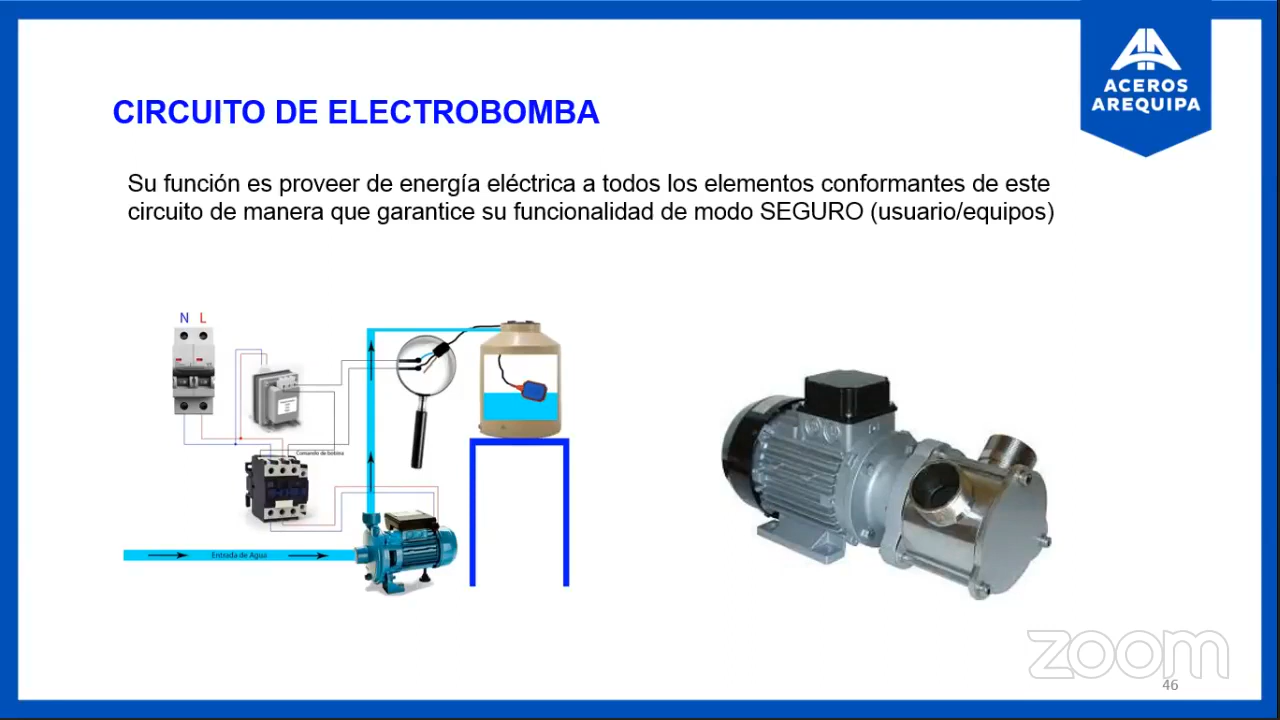 ACEROS
AREQUIPA
CIRCUITO DE ELECTROBOMBA
Su función es proveer de energía eléctrica a todos los elementos conformantes de este
circuito de manera que garantice su funcionalidad de modo SEGURO (usuario/equipos)
N L
Comando de bobina
Entrada de Agua
zoom
46